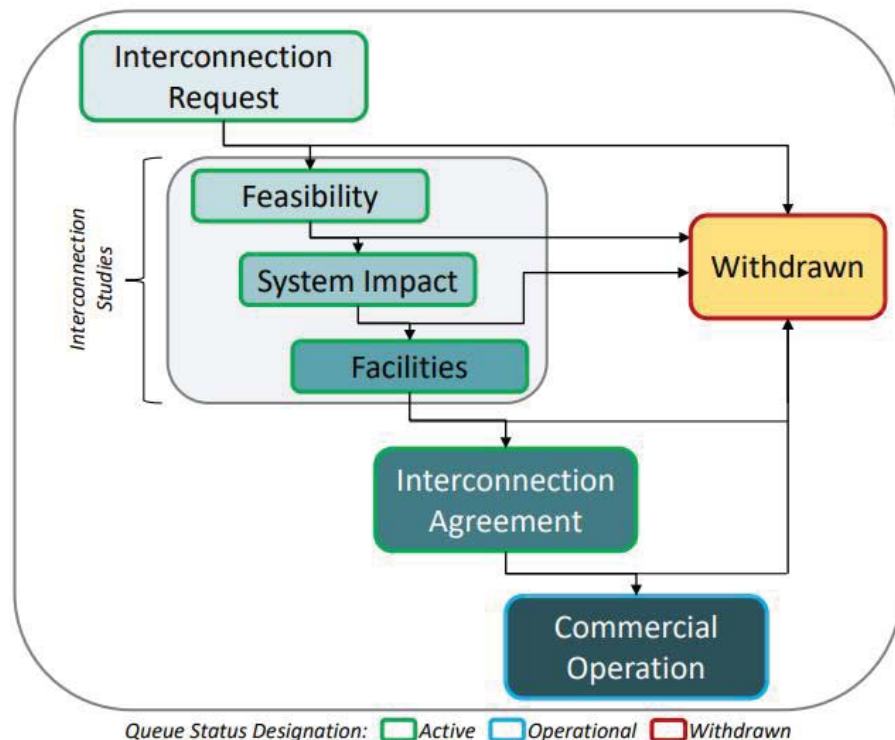 Interconnection
Request
Feasibility
System Impact
Facilities
Interconnection
Studies
Withdrawn
Interconnection
Agreement
Commercial
Operation
Queue Status Designation: Active Operational Withdrawn